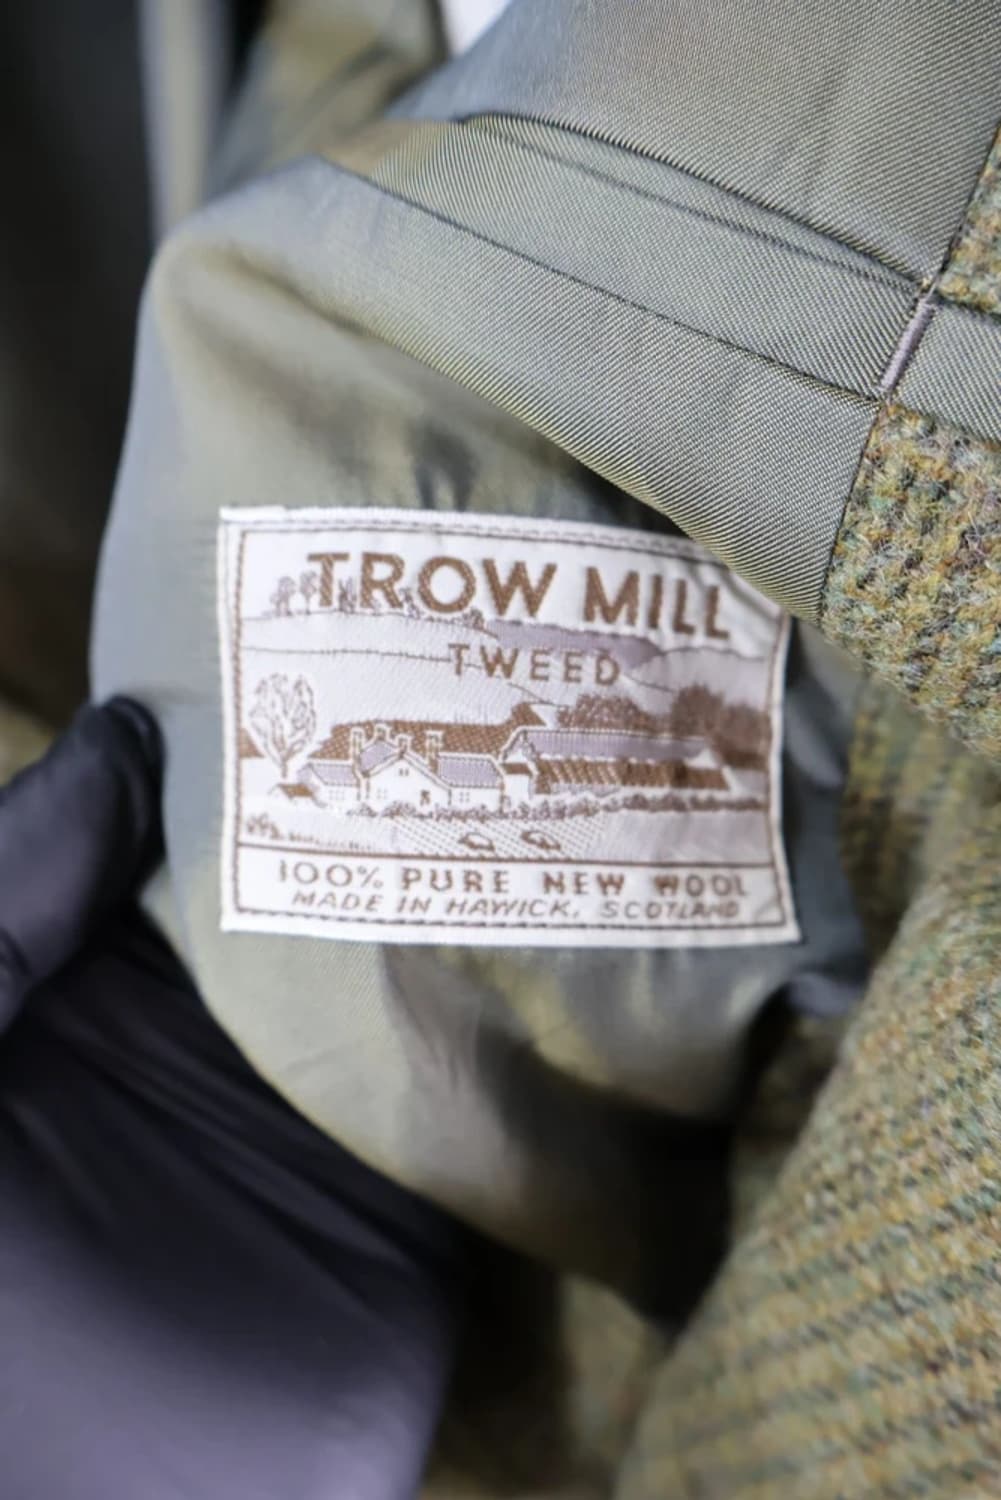 TROW MILL
TWEED
100% PURE NEW WOOL
MADE IN HAWICK, SCOTLAND